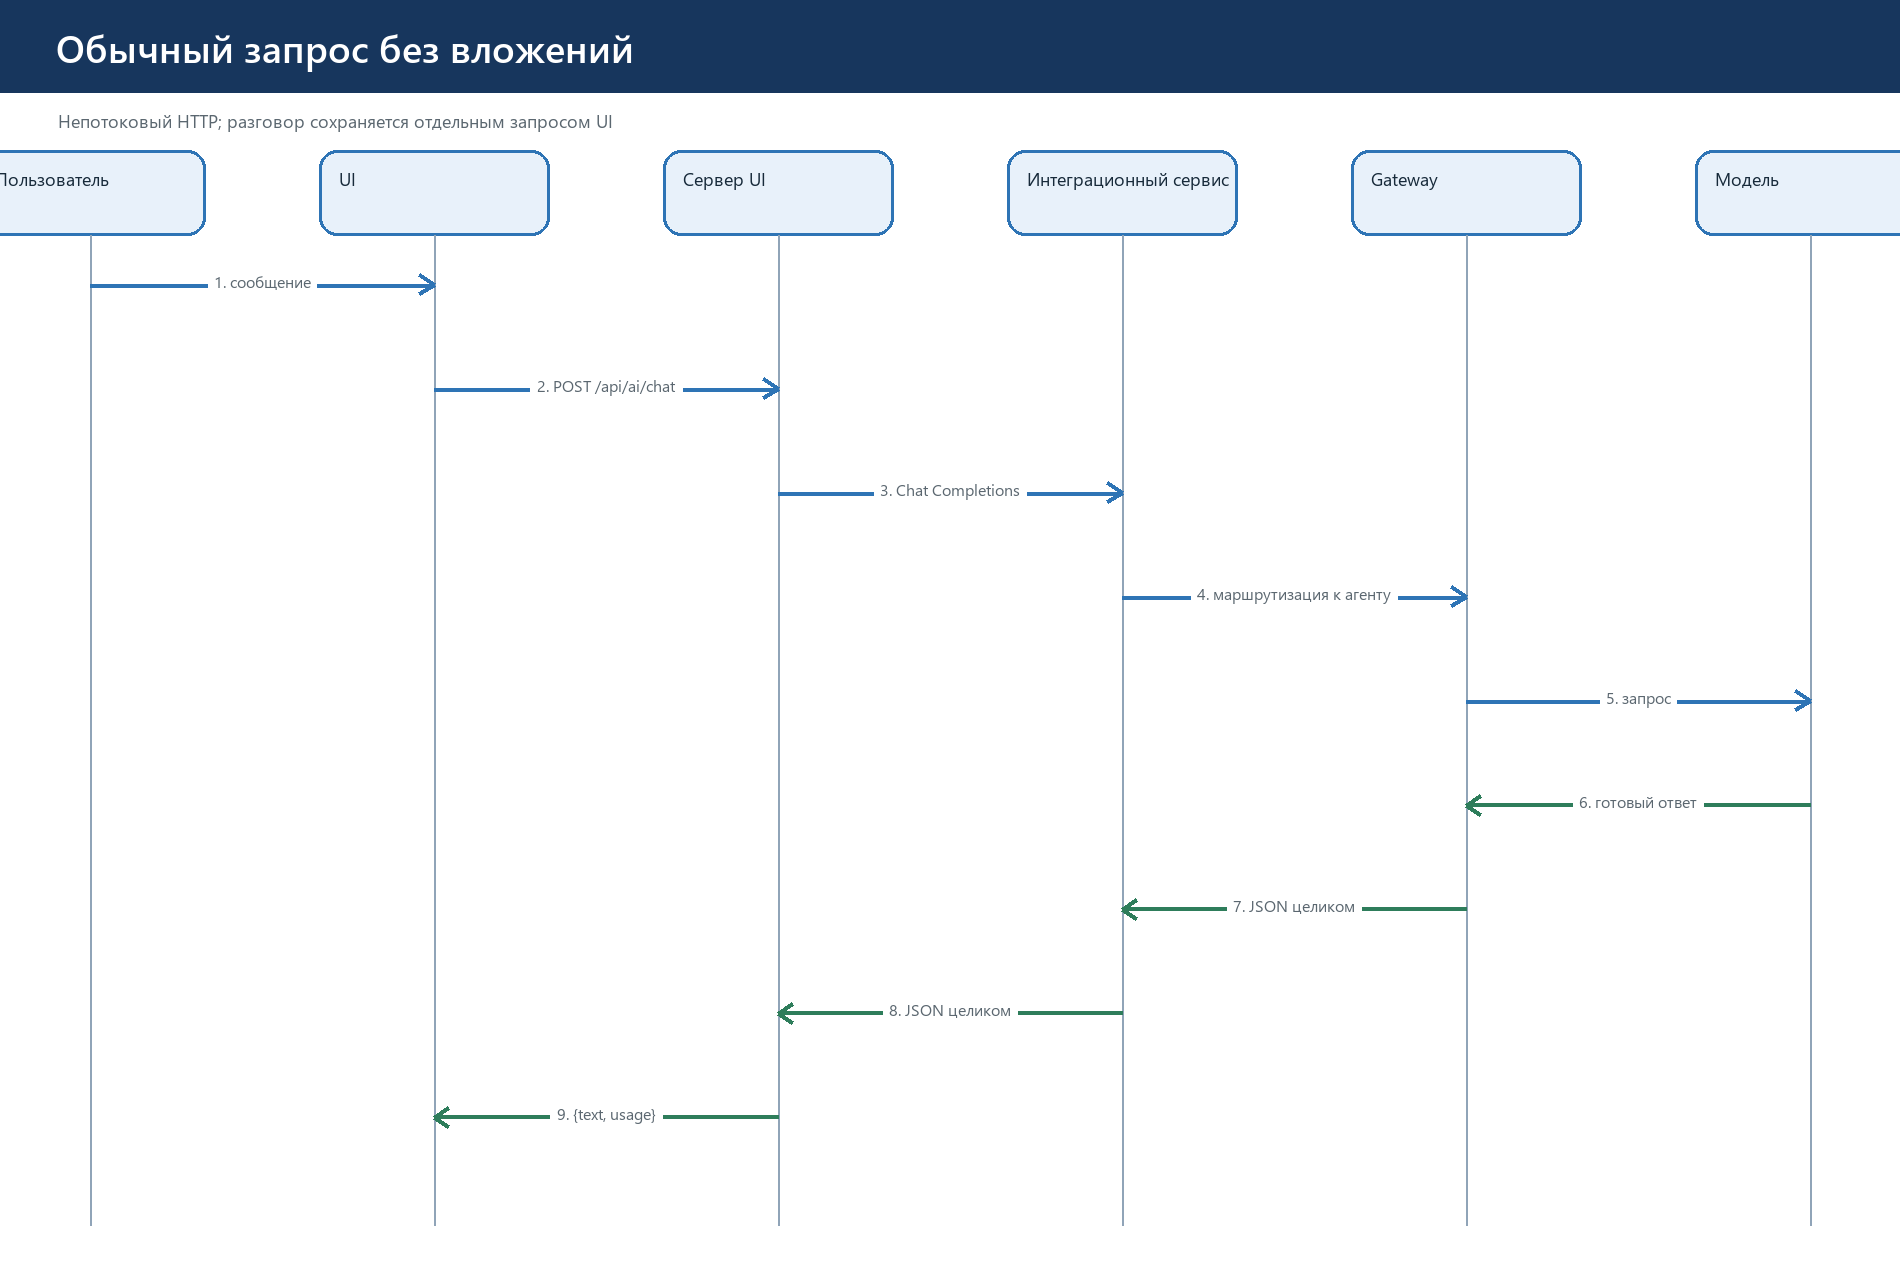 Обычный запрос без вложений
Непотоковый HTTP; разговор сохраняется отдельным запросом UI
Пользователь
UI
Сервер UI
Интеграционный сервис
Gateway
Модель
1. сообщение
2. POST /api/ai/chat
3. Chat Completions
4. маршрутизация к агенту
5. запрос
6. готовый ответ
7. JSON целиком
8. JSON целиком
9. {text, usage}